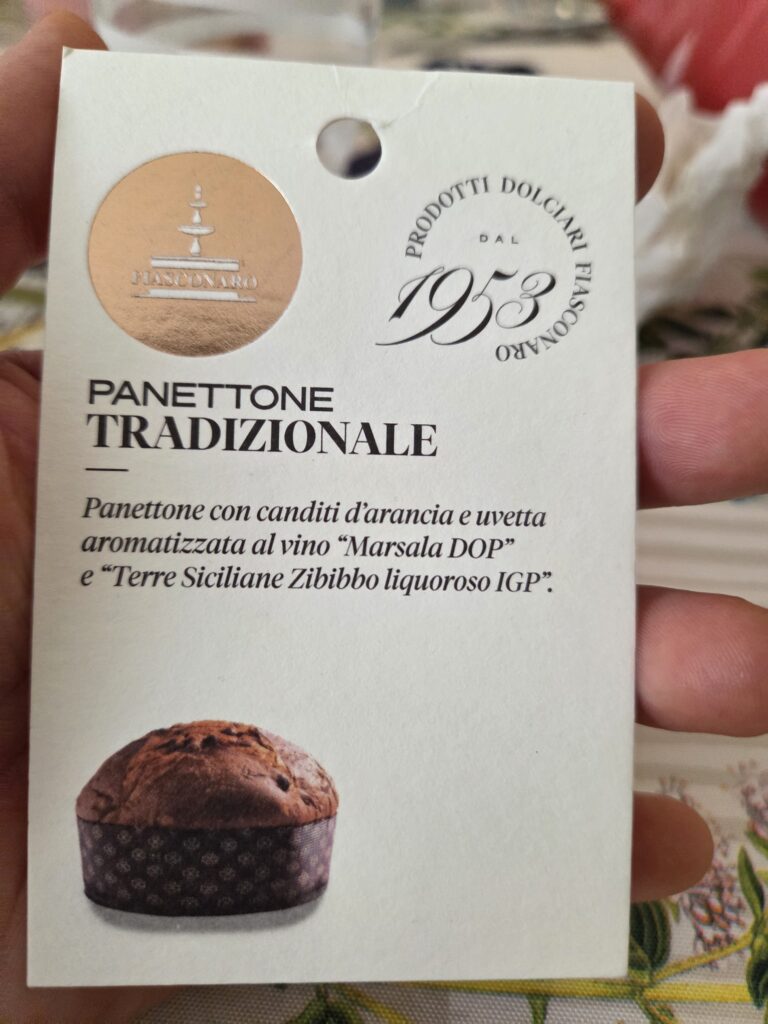 FIASCONARO
PRODOTTI DOLCIARI FIASCONARO
DAL
1953
PANETTONE
TRADIZIONALE
Panettone con canditi d’arancia e uvetta
aromatizzata al vino “Marsala DOP”
e “Terre Siciliane Zibibbo liquoroso IGP”.